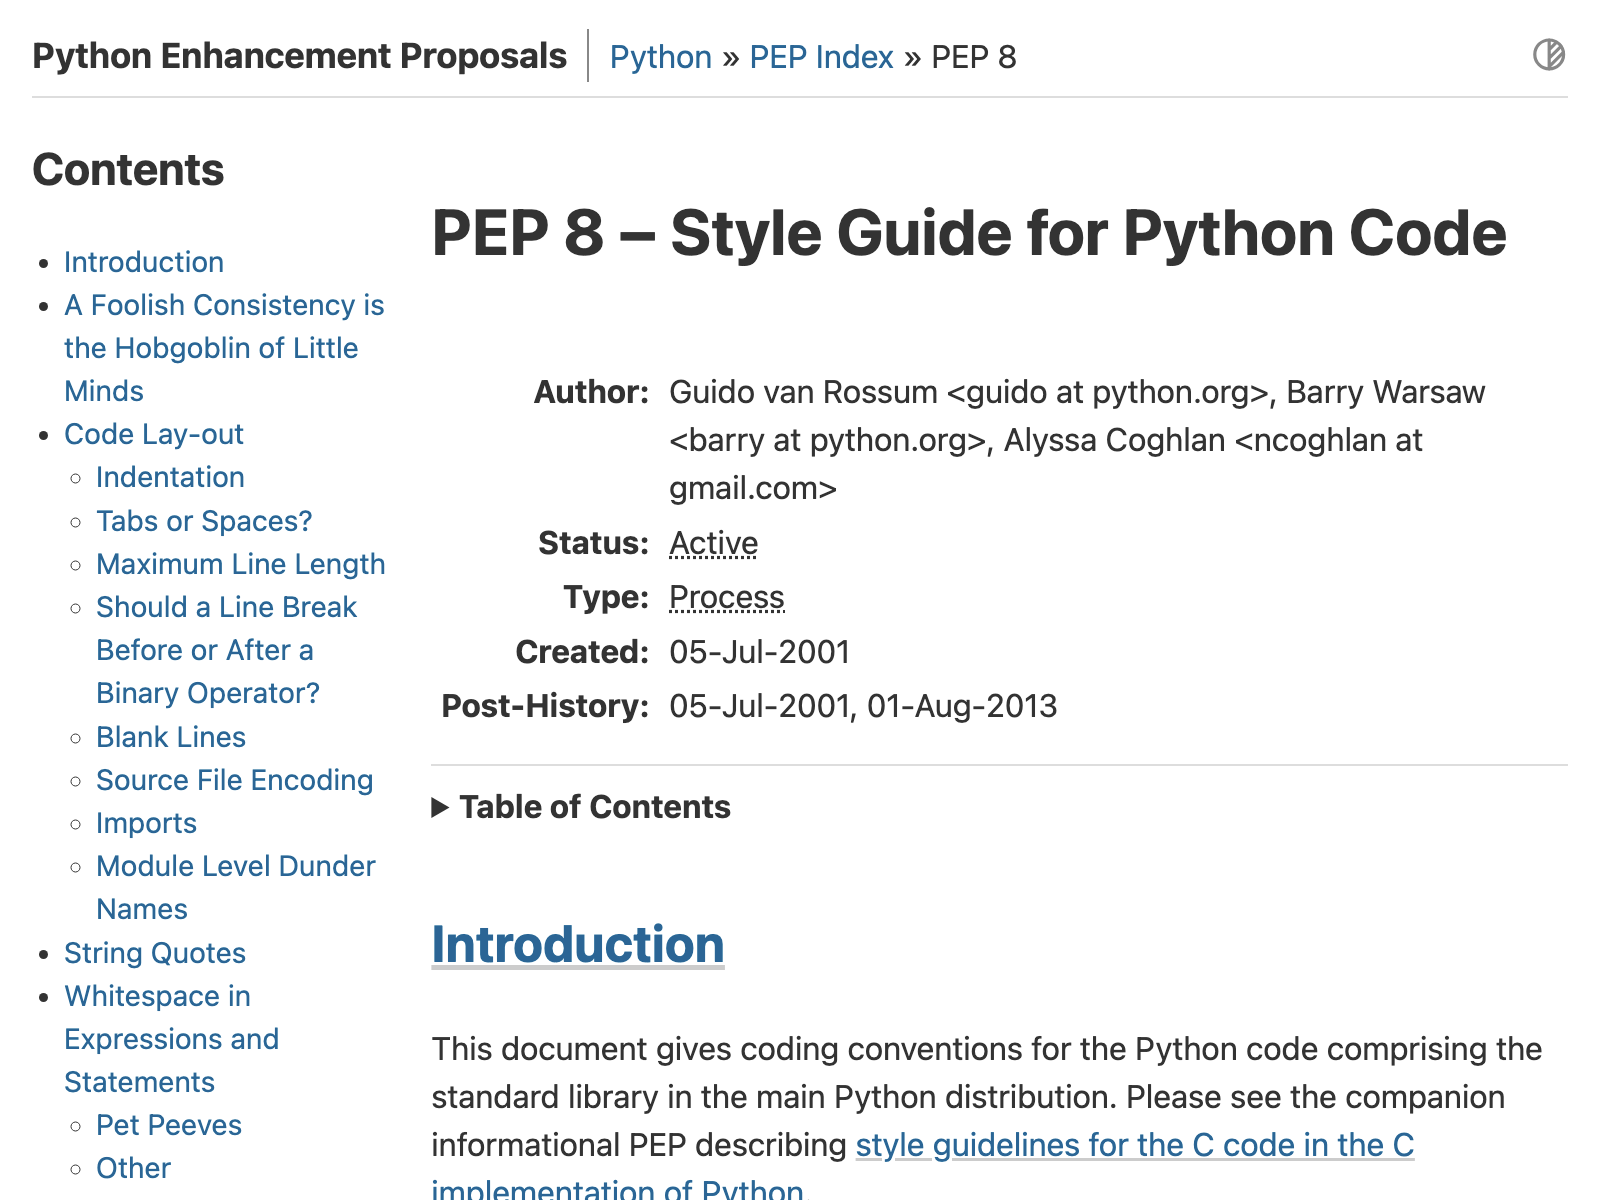 Python Enhancement Proposals
Python » PEP Index » PEP 8
Contents
Introduction
A Foolish Consistency is
the Hobgoblin of Little
Minds
Code Lay-out
Indentation
Tabs or Spaces?
Maximum Line Length
Should a Line Break
Before or After a
Binary Operator?
Blank Lines
Source File Encoding
Imports
Module Level Dunder
Names
String Quotes
Whitespace in
Expressions and
Statements
Pet Peeves
Other
PEP 8 – Style Guide for Python Code
Author: Guido van Rossum <guido at python.org>, Barry Warsaw
<barry at python.org>, Alyssa Coghlan <ncoghlan at
gmail.com>
Status: Active
Type: Process
Created: 05-Jul-2001
Post-History: 05-Jul-2001, 01-Aug-2013
Table of Contents
Introduction
This document gives coding conventions for the Python code comprising the
standard library in the main Python distribution. Please see the companion
informational PEP describing style guidelines for the C code in the C
implementation of Python.